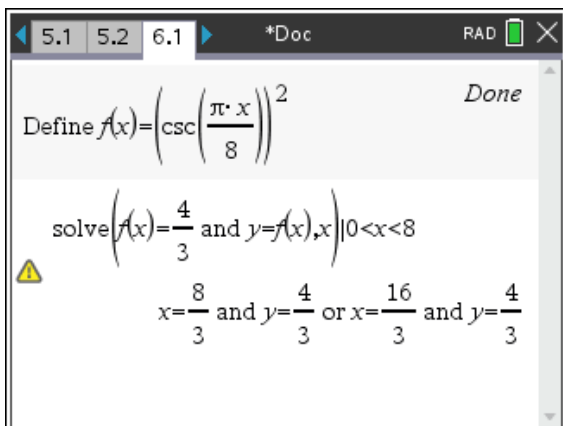 5.1 5.2 6.1 *Doc RAD
Define f(x)=(csc(π·x/8))^2 Done
solve(f(x)=4/3 and y=f(x),x)|0<x<8
x=8/3 and y=4/3 or x=16/3 and y=4/3